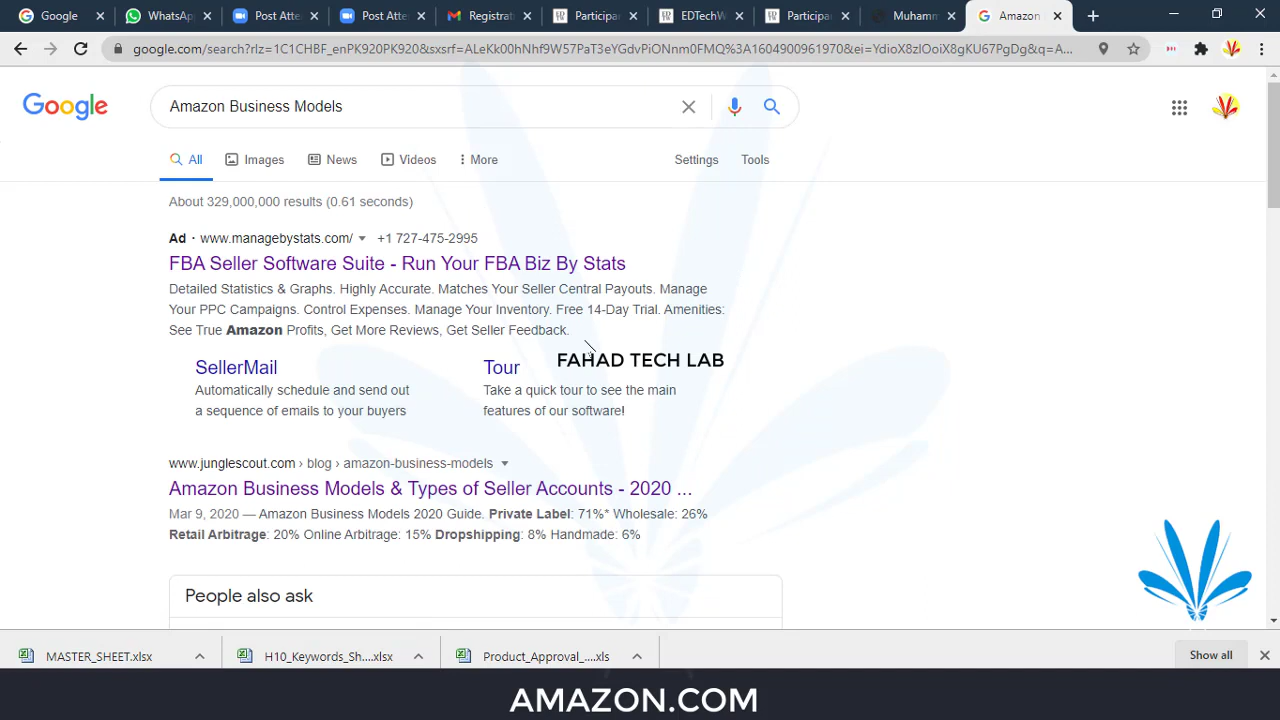 Google
WhatsApp
Post Atte
Post Atte
Registrat
Participar
EDTechW
Participar
Muhamm
Amazon
google.com/search?rlz=1C1CHBF_enPK920PK920&sxsrf=ALeKk00hNhf9W57PaT3eYGdvPiONnm0FMQ%3A1604900961970&ei=YdioX8zlOoiX8gKU67PgDg&q=A...
Google
Amazon Business Models
All
Images
News
Videos
More
Settings
Tools
About 329,000,000 results (0.61 seconds)
Ad · www.managebystats.com/ +1 727-475-2995
FBA Seller Software Suite - Run Your FBA Biz By Stats
Detailed Statistics & Graphs. Highly Accurate. Matches Your Seller Central Payouts. Manage
Your PPC Campaigns. Control Expenses. Manage Your Inventory. Free 14-Day Trial. Amenities:
See True Amazon Profits, Get More Reviews, Get Seller Feedback.
FAHAD TECH LAB
SellerMail
Automatically schedule and send out
a sequence of emails to your buyers
Tour
Take a quick tour to see the main
features of our software!
www.junglescout.com › blog › amazon-business-models
Amazon Business Models & Types of Seller Accounts - 2020 ...
Mar 9, 2020 — Amazon Business Models 2020 Guide. Private Label: 71%* Wholesale: 26%
Retail Arbitrage: 20% Online Arbitrage: 15% Dropshipping: 8% Handmade: 6%
People also ask
MASTER_SHEET.xlsx
H10_Keywords_Sh....xlsx
Product_Approval_....xls
Show all
AMAZON.COM